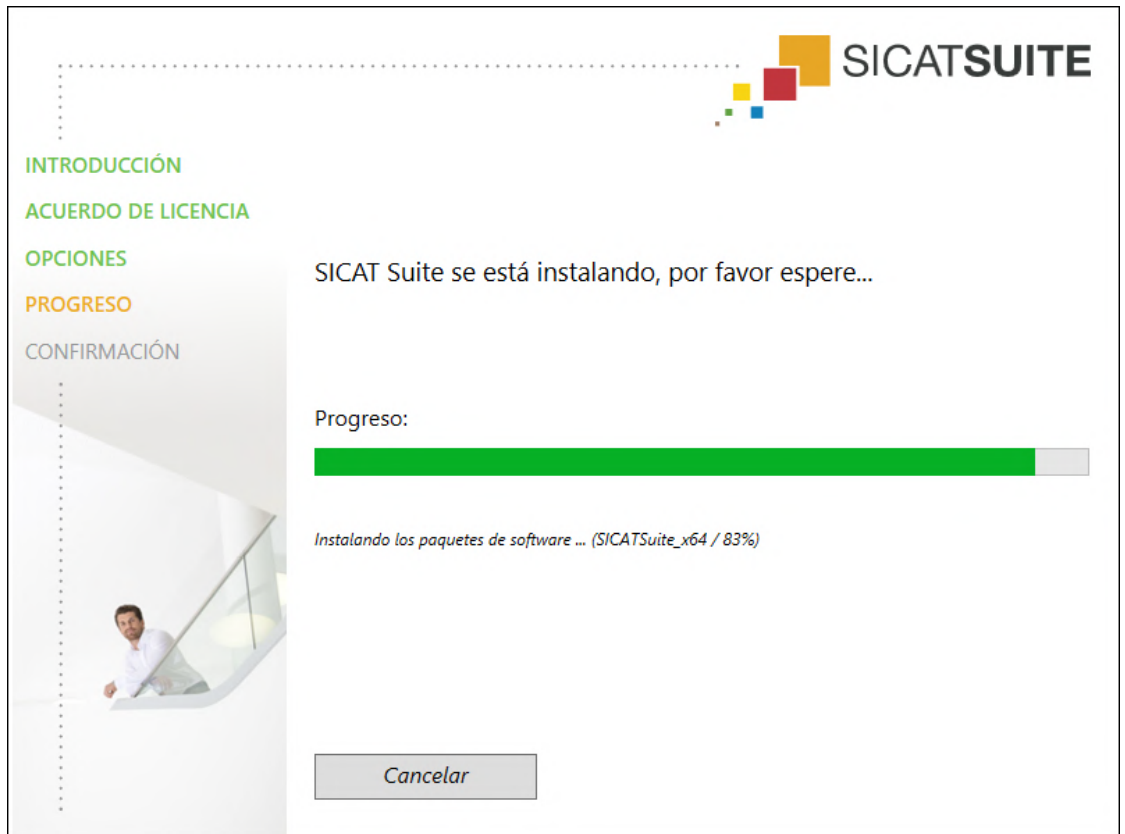 SICATSUITE
INTRODUCCIÓN
ACUERDO DE LICENCIA
OPCIONES
PROGRESO
CONFIRMACIÓN
SICAT Suite se está instalando, por favor espere...
Progreso:
Instalando los paquetes de software ... (SICATSuite_x64 / 83%)
Cancelar